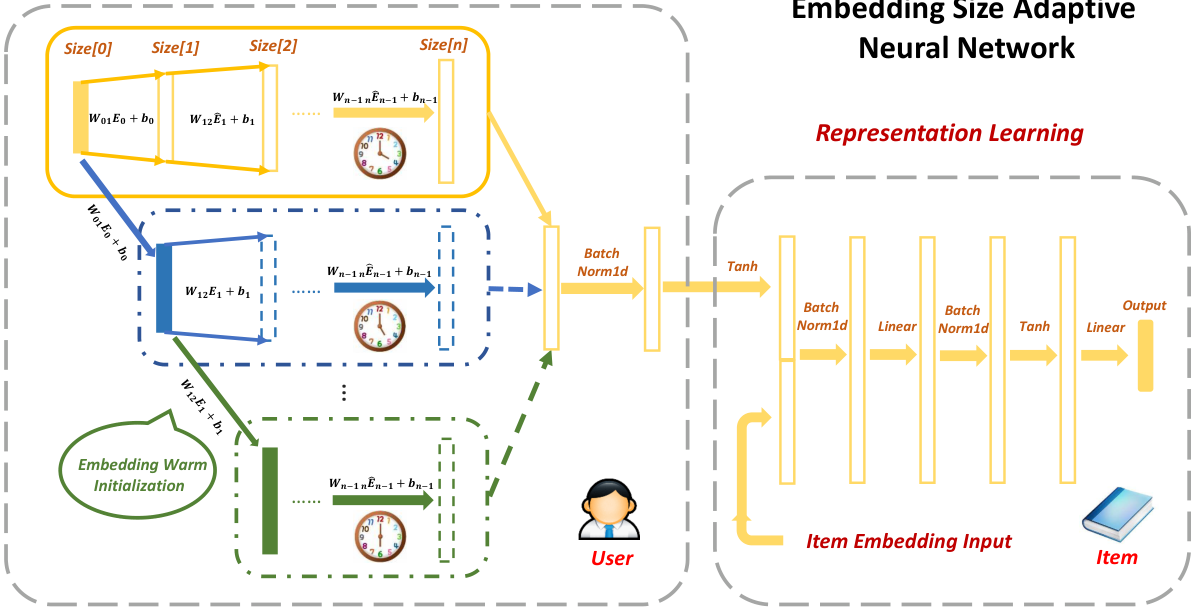 Embedding Size Adaptive
Neural Network
Representation Learning
Size[0]
Size[1]
Size[2]
Size[n]
W₀₁E₀ + b₀
W₁₂Ê₁ + b₁
......
Wₙ₋₁ ₙÊₙ₋₁ + bₙ₋₁
W₀₁E₀ + b₀
W₁₂E₁ + b₁
......
Wₙ₋₁ ₙÊₙ₋₁ + bₙ₋₁
W₁₂E₁ + b₁
Embedding Warm
Initialization
......
Wₙ₋₁ ₙÊₙ₋₁ + bₙ₋₁
Batch
Norm1d
User
Tanh
Batch
Norm1d
Linear
Batch
Norm1d
Tanh
Linear
Output
Item Embedding Input
Item